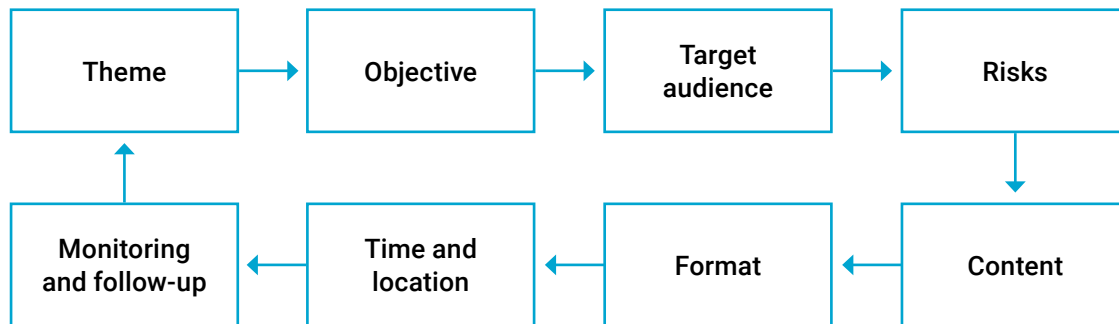 Theme
Objective
Target
audience
Risks
Monitoring
and follow-up
Time and
location
Format
Content